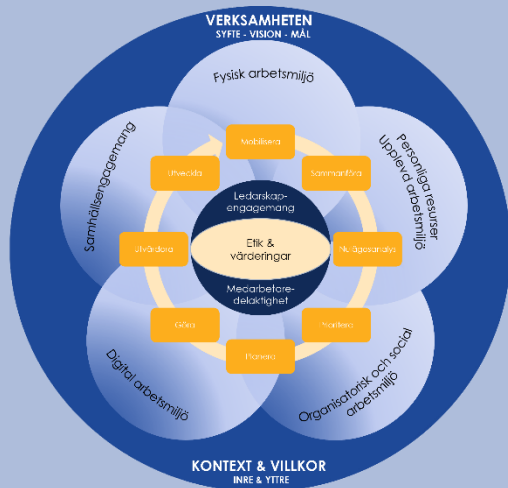 VERKSAMHETEN
SYFTE - VISION - MÅL
Fysisk arbetsmiljö
Personliga resurser
Upplevd arbetsmiljö
Samhällsengagemang
Mobilisera
Utveckla
Sammanföra
Ledarskap-
engagemang
Etik &
värderingar
Utvärdera
Nulägesanalys
Medarbetare-
delaktighet
Göra
Prioritera
Planera
Digital arbetsmiljö
Organisatorisk och social
arbetsmiljö
KONTEXT & VILLKOR
INRE & YTTRE